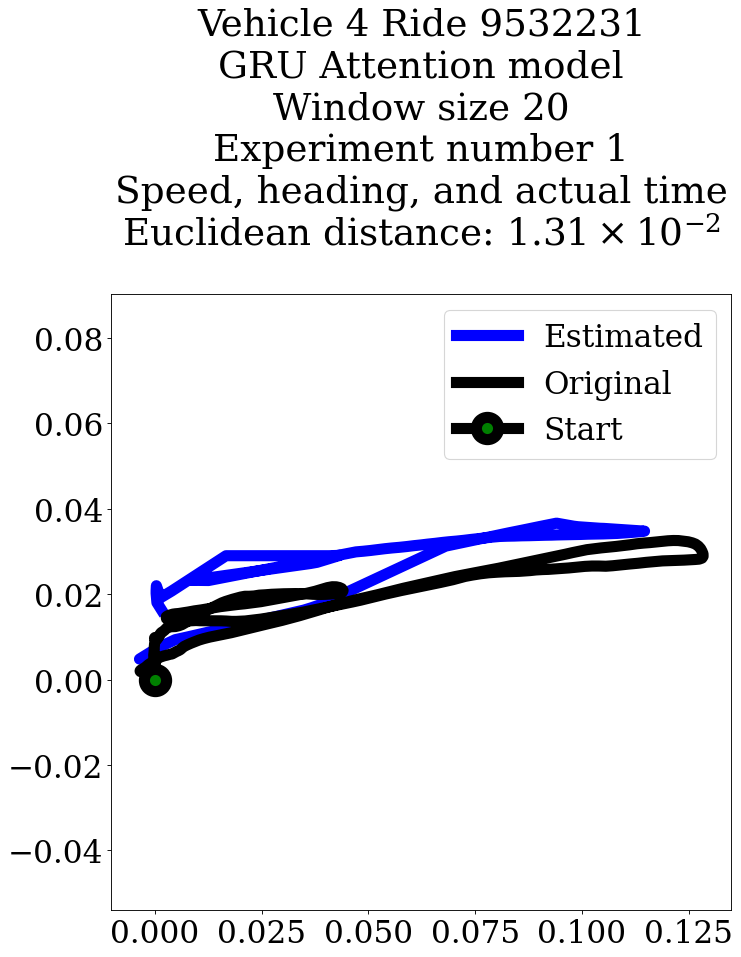 Vehicle 4 Ride 9532231
GRU Attention model
Window size 20
Experiment number 1
Speed, heading, and actual time
Euclidean distance: 1.31 × 10⁻²
Estimated
Original
Start
0.08
0.06
0.04
0.02
0.00
−0.02
−0.04
0.000 0.025 0.050 0.075 0.100 0.125